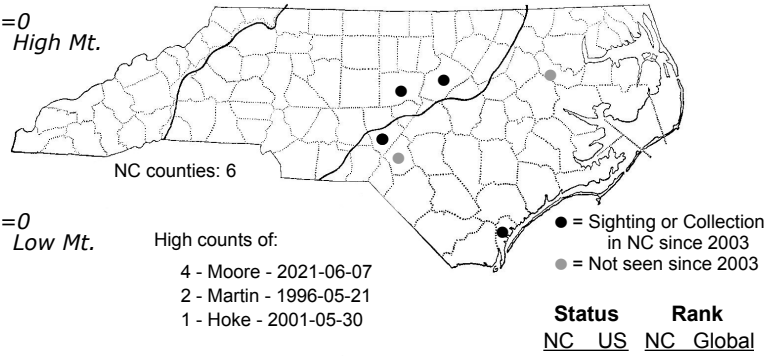 =0
High Mt.
NC counties: 6
=0
Low Mt.
High counts of:
4 - Moore - 2021-06-07
2 - Martin - 1996-05-21
1 - Hoke - 2001-05-30
= Sighting or Collection
in NC since 2003
= Not seen since 2003
Status Rank
NC US NC Global